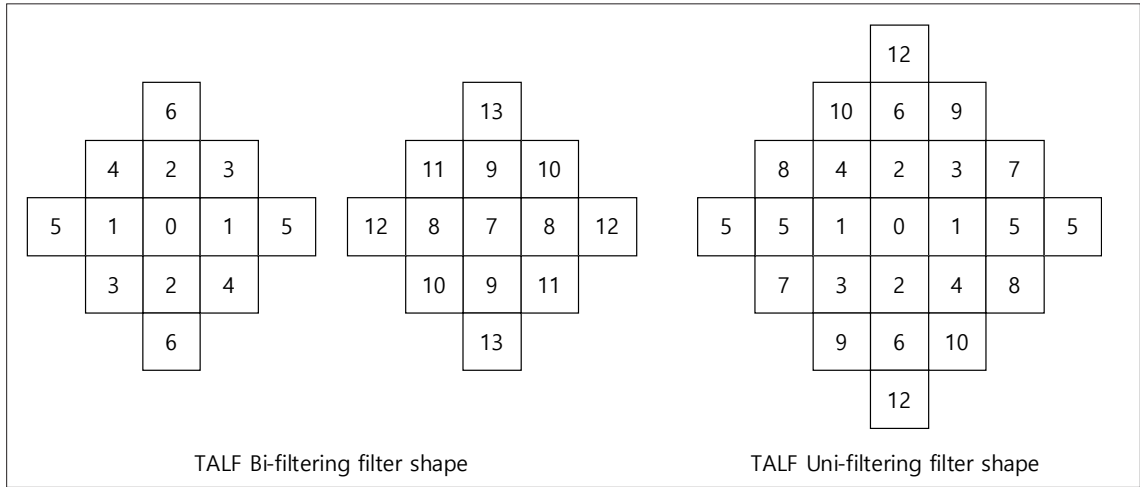 12
6 13 10 6 9
4 2 3 11 9 10 8 4 2 3 7
5 1 0 1 5 12 8 7 8 12 5 5 1 0 1 5 5
3 2 4 10 9 11 7 3 2 4 8
6 13 9 6 10
12
TALF Bi-filtering filter shape TALF Uni-filtering filter shape